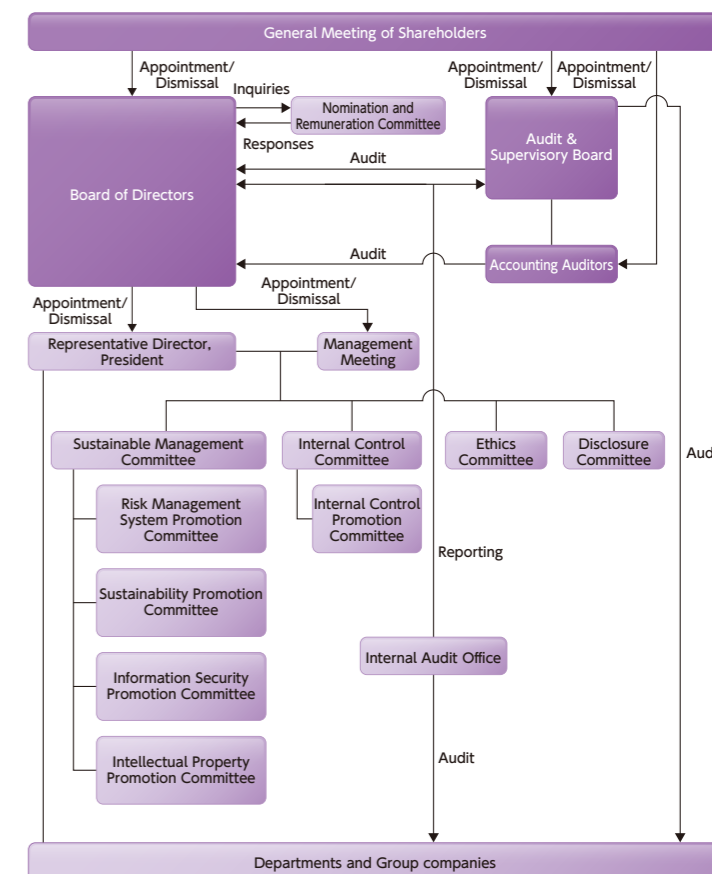 General Meeting of Shareholders
Appointment/
Dismissal
Appointment/
Dismissal
Appointment/
Dismissal
Inquiries
Nomination and
Remuneration Committee
Responses
Audit &
Supervisory Board
Audit
Board of Directors
Audit
Accounting Auditors
Appointment/
Dismissal
Appointment/
Dismissal
Representative Director,
President
Management
Meeting
Sustainable Management
Committee
Internal Control
Committee
Ethics
Committee
Disclosure
Committee
Aud
Risk Management
System Promotion
Committee
Internal Control
Promotion
Committee
Reporting
Sustainability Promotion
Committee
Internal Audit Office
Information Security
Promotion Committee
Intellectual Property
Promotion Committee
Audit
Departments and Group companies